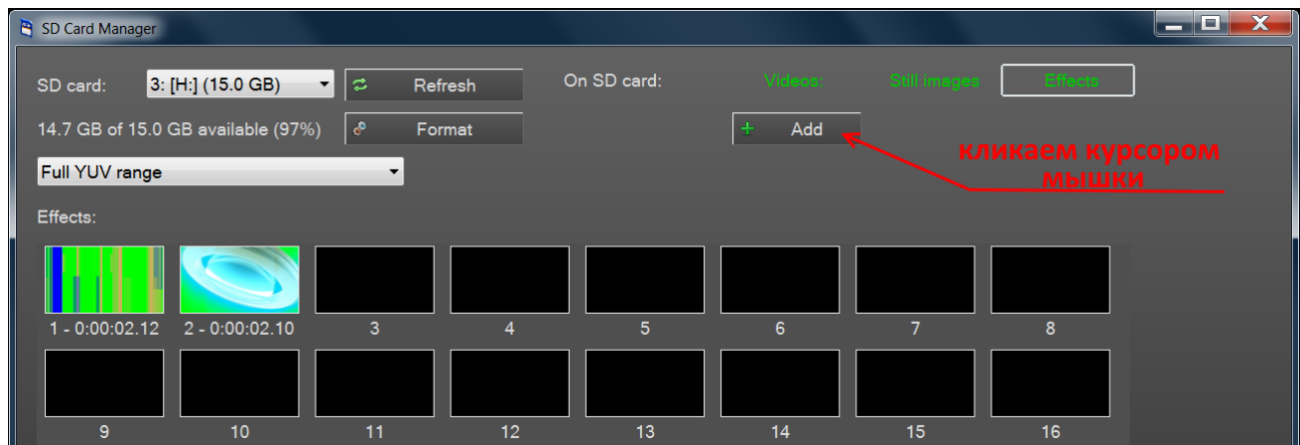 SD Card Manager
SD card: 3: [H:] (15.0 GB) Refresh On SD card: Videos: Still images Effects
14.7 GB of 15.0 GB available (97%) Format + Add
кликаем курсором
мышки
Full YUV range
Effects:
1 - 0:00:02.12 2 - 0:00:02.10 3 4 5 6 7 8
9 10 11 12 13 14 15 16